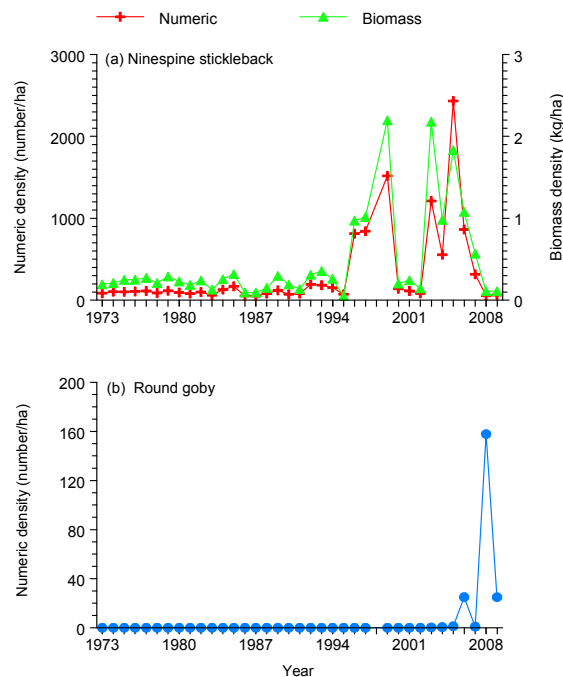 Numeric Biomass
(a) Ninespine stickleback
Numeric density (number/ha)
3000
2000
1000
0
Biomass density (kg/ha)
3
2
1
0
1973 1980 1987 1994 2001 2008
(b) Round goby
Numeric density (number/ha)
200
160
120
80
40
0
1973 1980 1987 1994 2001 2008
Year